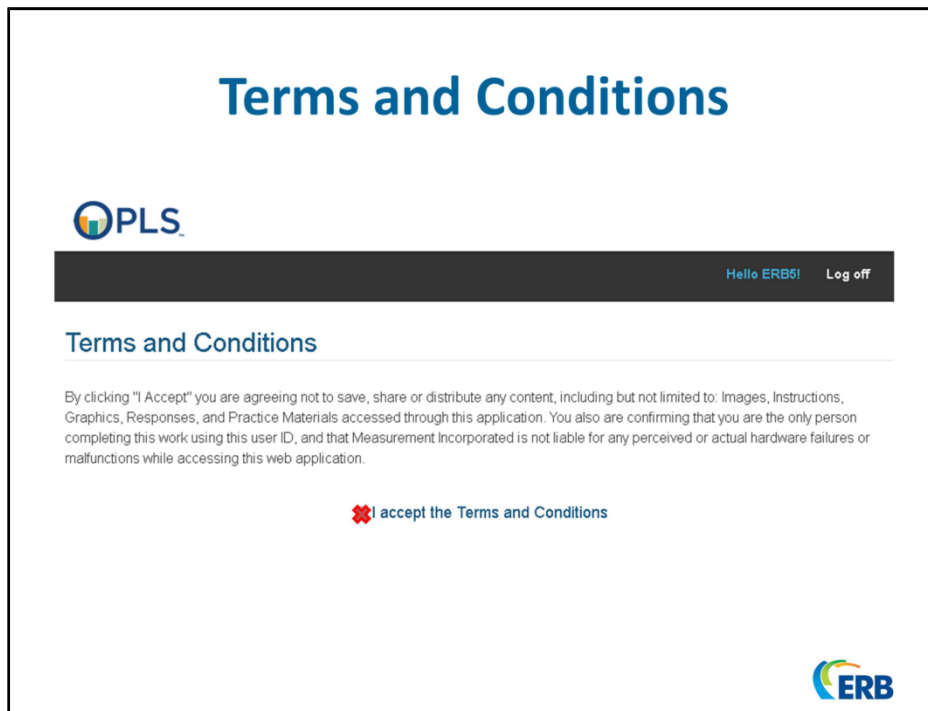 Terms and Conditions
PLS™
Hello ERB5! Log off
Terms and Conditions
By clicking "I Accept" you are agreeing not to save, share or distribute any content, including but not limited to: Images, Instructions,
Graphics, Responses, and Practice Materials accessed through this application. You also are confirming that you are the only person
completing this work using this user ID, and that Measurement Incorporated is not liable for any perceived or actual hardware failures or
malfunctions while accessing this web application.
I accept the Terms and Conditions
ERB